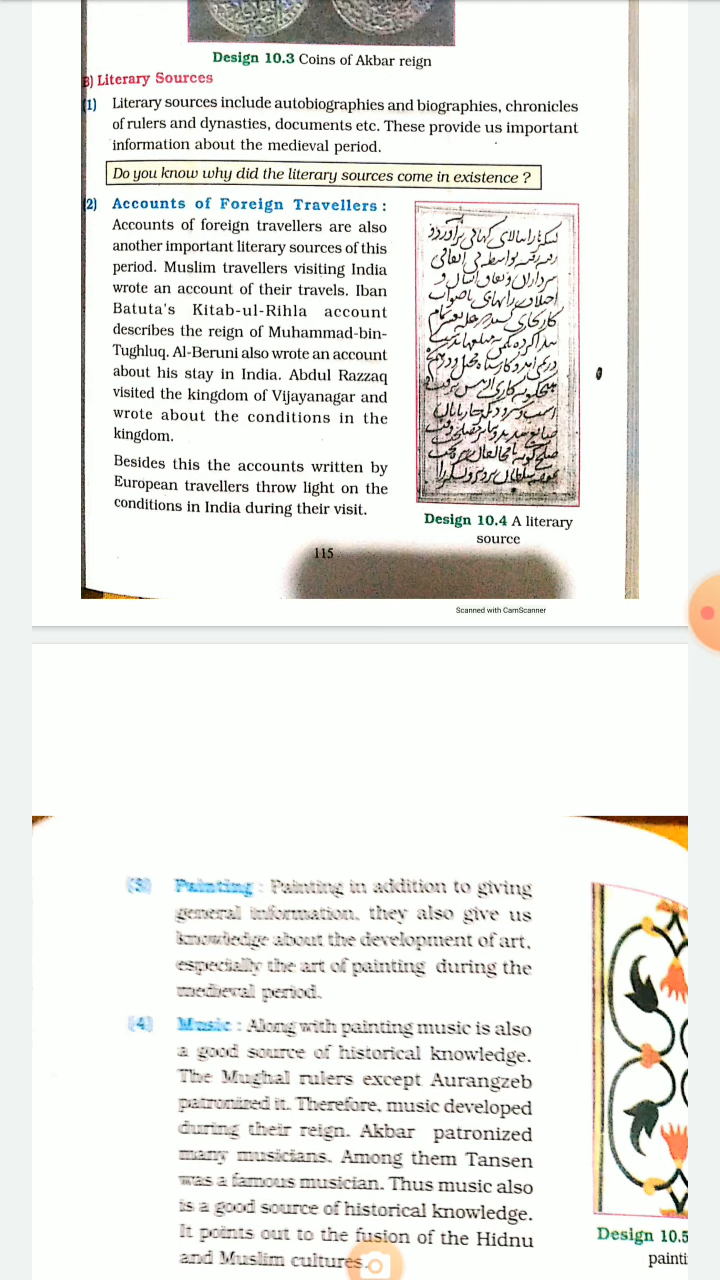 Design 10.3 Coins of Akbar reign
B) Literary Sources
(1) Literary sources include autobiographies and biographies, chronicles
of rulers and dynasties, documents etc. These provide us important
information about the medieval period.
Do you know why did the literary sources come in existence ?
(2) Accounts of Foreign Travellers :
Accounts of foreign travellers are also
another important literary sources of this
period. Muslim travellers visiting India
wrote an account of their travels. Iban
Batuta's Kitab-ul-Rihla account
describes the reign of Muhammad-bin-
Tughluq. Al-Beruni also wrote an account
about his stay in India. Abdul Razzaq
visited the kingdom of Vijayanagar and
wrote about the conditions in the
kingdom.
Besides this the accounts written by
European travellers throw light on the
conditions in India during their visit.
Design 10.4 A literary
source
115
Scanned with CamScanner
(3) Painting : Painting in addition to giving
general information, they also give us
knowledge about the development of art,
especially the art of painting during the
medieval period.
(4) Music : Along with painting music is also
a good source of historical knowledge.
The Mughal rulers except Aurangzeb
patronized it. Therefore, music developed
during their reign. Akbar patronized
many musicians. Among them Tansen
was a famous musician. Thus music also
is a good source of historical knowledge.
It points out to the fusion of the Hidnu
and Muslim cultures.
Design 10.5
painti